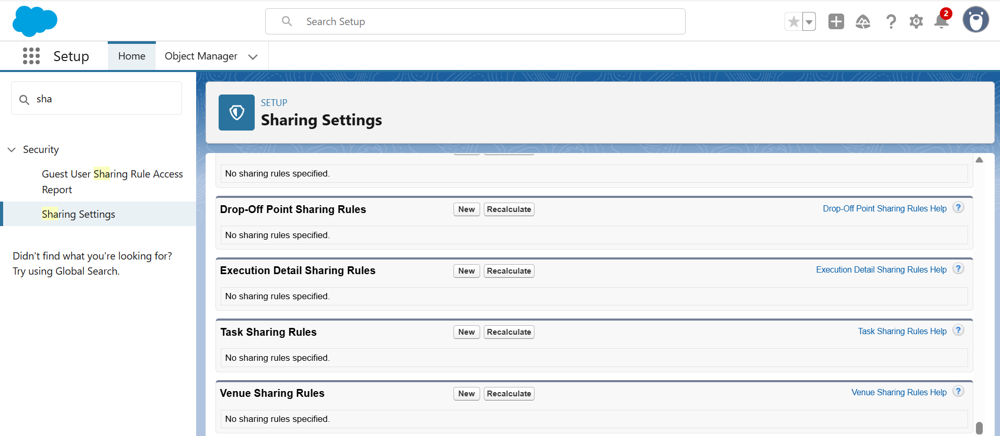 Search Setup
2
Setup
Home
Object Manager
sha
Security
Guest User Sharing Rule Access
Report
Sharing Settings
Didn't find what you're looking for?
Try using Global Search.
SETUP
Sharing Settings
No sharing rules specified.
Drop-Off Point Sharing Rules
New
Recalculate
Drop-Off Point Sharing Rules Help
?
No sharing rules specified.
Execution Detail Sharing Rules
New
Recalculate
Execution Detail Sharing Rules Help
?
No sharing rules specified.
Task Sharing Rules
New
Recalculate
Task Sharing Rules Help
?
No sharing rules specified.
Venue Sharing Rules
New
Recalculate
Venue Sharing Rules Help
?
No sharing rules specified.